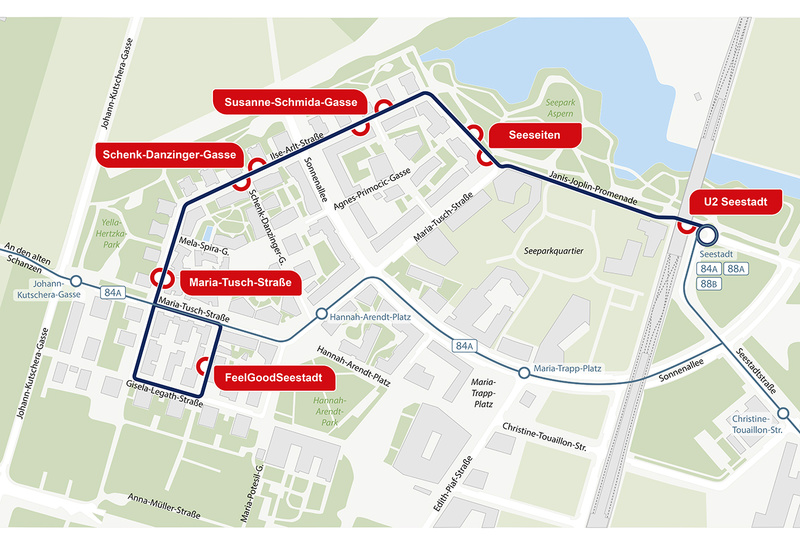 Johann-Kutschera-Gasse
Susanne-Schmida-Gasse
Seepark
Aspern
Seeseiten
Ilse-Arlt-Straße
Schenk-Danzinger-Gasse
Sonnenallee
Agnes-Primocic-Gasse
Janis-Joplin-Promenade
U2 Seestadt
Schenk-Danzinger-G.
Maria-Tusch-Straße
Yella-
Hertzka-
Park
Mela-Spira-G.
An den alten
Schanzen
Seeparkquartier
Seestadt
84A
88A
88B
Johann-
Kutschera-Gasse
84A
Maria-Tusch-Straße
Maria-Tusch-Straße
Hannah-Arendt-Platz
84A
Johann-Kutschera-Gasse
FeelGoodSeestadt
Hannah-Arendt-Platz
Maria-Trapp-Platz
Sonnenallee
Seestadtstraße
Gisela-Legath-Straße
Hannah-
Arendt-
Park
Maria-
Trapp-
Platz
Christine-
Touaillon-Str.
Christine-Touaillon-Str.
Edith-Piaf-Straße
Maria-Potesil-G.
Anna-Müller-Straße